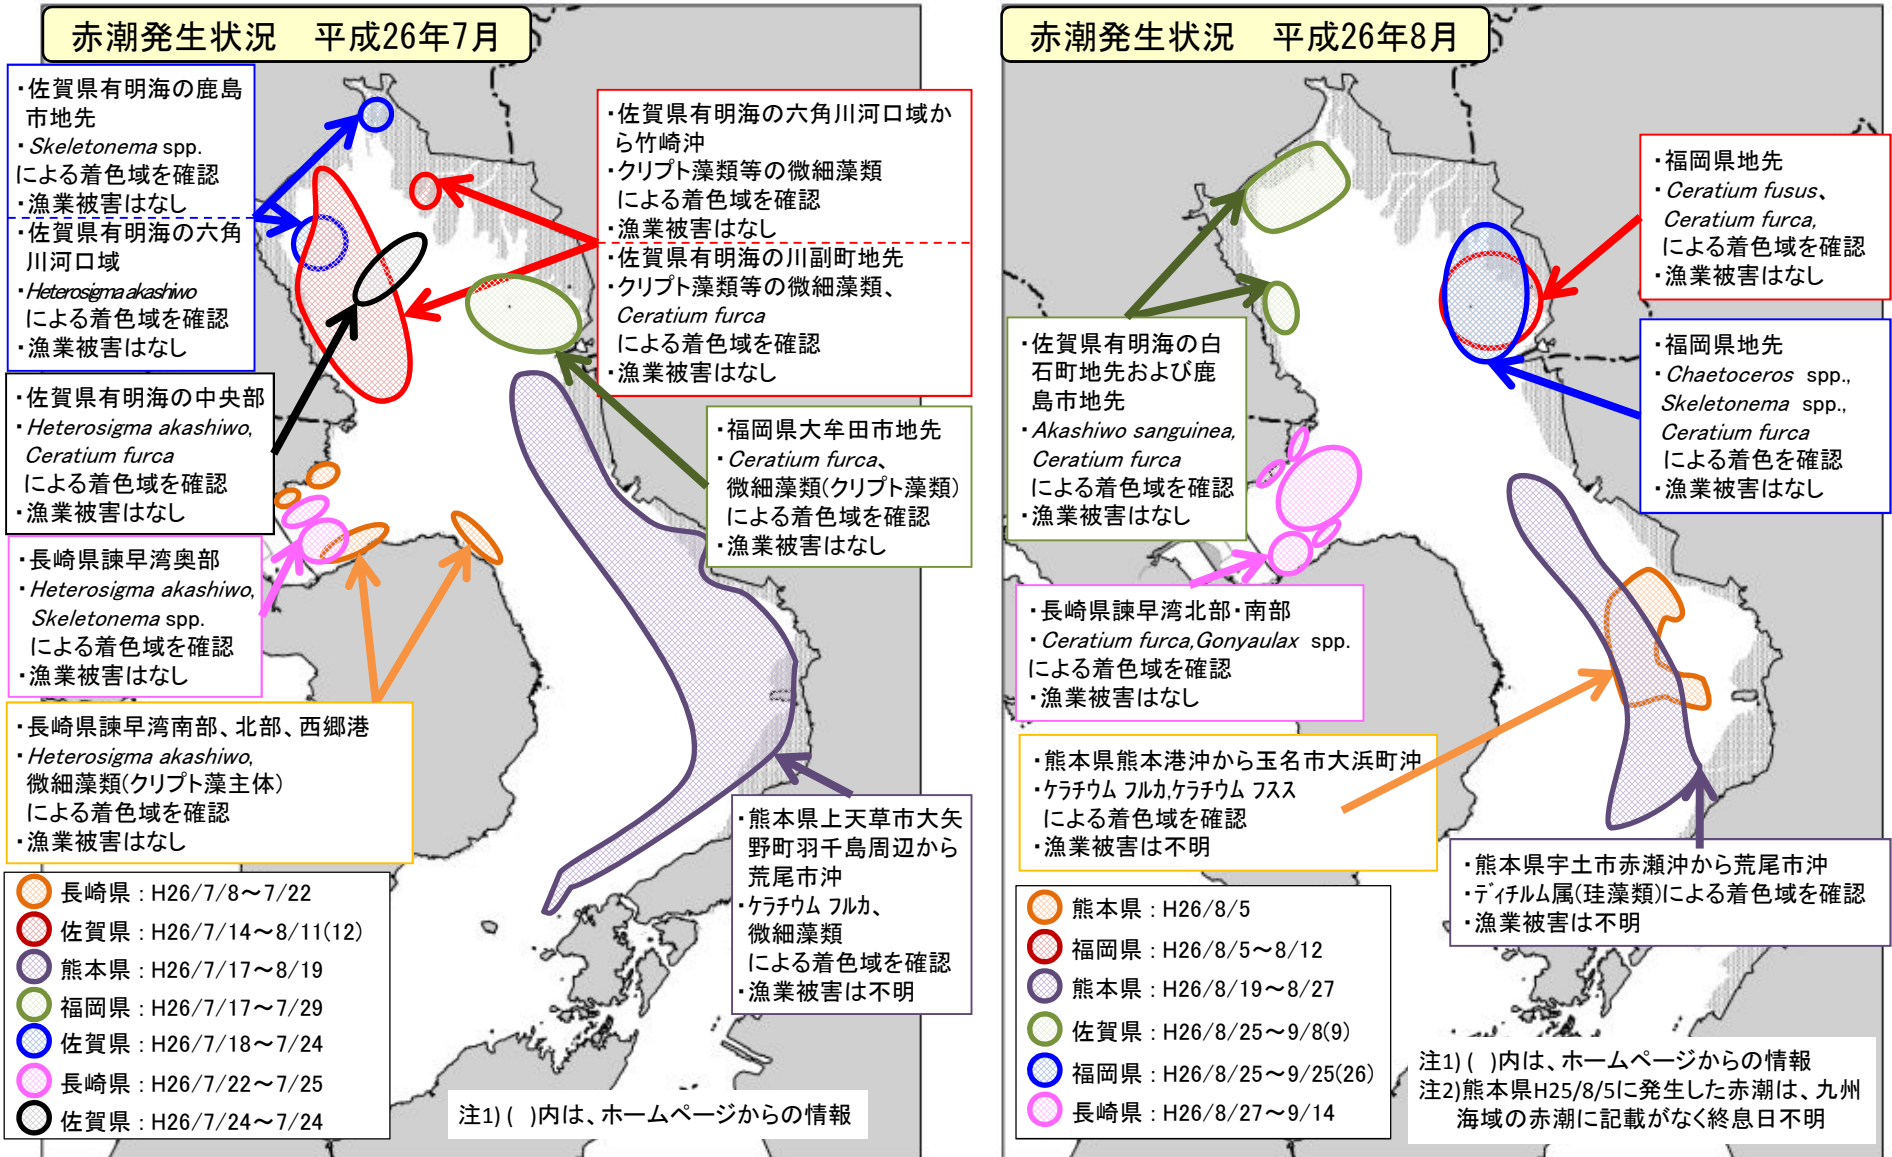 赤潮発生状況　平成26年7月
・佐賀県有明海の鹿島
市地先
・Skeletonema spp.
による着色域を確認
・漁業被害はなし
・佐賀県有明海の六角
川河口域
・Heterosigma akashiwo
による着色域を確認
・漁業被害はなし
・佐賀県有明海の中央部
・Heterosigma akashiwo,
Ceratium furca
による着色域を確認
・漁業被害はなし
・長崎県諫早湾奥部
・Heterosigma akashiwo,
Skeletonema spp.
による着色域を確認
・漁業被害はなし
・長崎県諫早湾南部、北部、西郷港
・Heterosigma akashiwo,
微細藻類(クリプト藻主体)
による着色域を確認
・漁業被害はなし
・佐賀県有明海の六角川河口域か
ら竹崎沖
・クリプト藻類等の微細藻類
による着色域を確認
・漁業被害はなし
・佐賀県有明海の川副町地先
・クリプト藻類等の微細藻類、
Ceratium furca
による着色域を確認
・漁業被害はなし
・福岡県大牟田市地先
・Ceratium furca、
微細藻類(クリプト藻類)
による着色域を確認
・漁業被害はなし
・熊本県上天草市大矢
野町羽千島周辺から
荒尾市沖
・ケラチウム フルカ、
微細藻類
による着色域を確認
・漁業被害は不明
長崎県：H26/7/8～7/22
佐賀県：H26/7/14～8/11(12)
熊本県：H26/7/17～8/19
福岡県：H26/7/17～7/29
佐賀県：H26/7/18～7/24
長崎県：H26/7/22～7/25
佐賀県：H26/7/24～7/24
注1) (　)内は、ホームページからの情報
赤潮発生状況　平成26年8月
・福岡県地先
・Ceratium fusus、
Ceratium furca,
による着色域を確認
・漁業被害はなし
・福岡県地先
・Chaetoceros spp.,
Skeletonema spp.,
Ceratium furca
による着色を確認
・漁業被害はなし
・佐賀県有明海の白
石町地先および鹿
島市地先
・Akashiwo sanguinea,
Ceratium furca
による着色域を確認
・漁業被害はなし
・長崎県諫早湾北部・南部
・Ceratium furca,Gonyaulax spp.
による着色域を確認
・漁業被害はなし
・熊本県熊本港沖から玉名市大浜町沖
・ケラチウム フルカ,ケラチウム フスス
による着色域を確認
・漁業被害は不明
・熊本県宇土市赤瀬沖から荒尾市沖
・ディチルム属(珪藻類)による着色域を確認
・漁業被害は不明
熊本県：H26/8/5
福岡県：H26/8/5～8/12
熊本県：H26/8/19～8/27
佐賀県：H26/8/25～9/8(9)
福岡県：H26/8/25～9/25(26)
長崎県：H26/8/27～9/14
注1) (　)内は、ホームページからの情報
注2)熊本県H25/8/5に発生した赤潮は、九州
海域の赤潮に記載がなく終息日不明